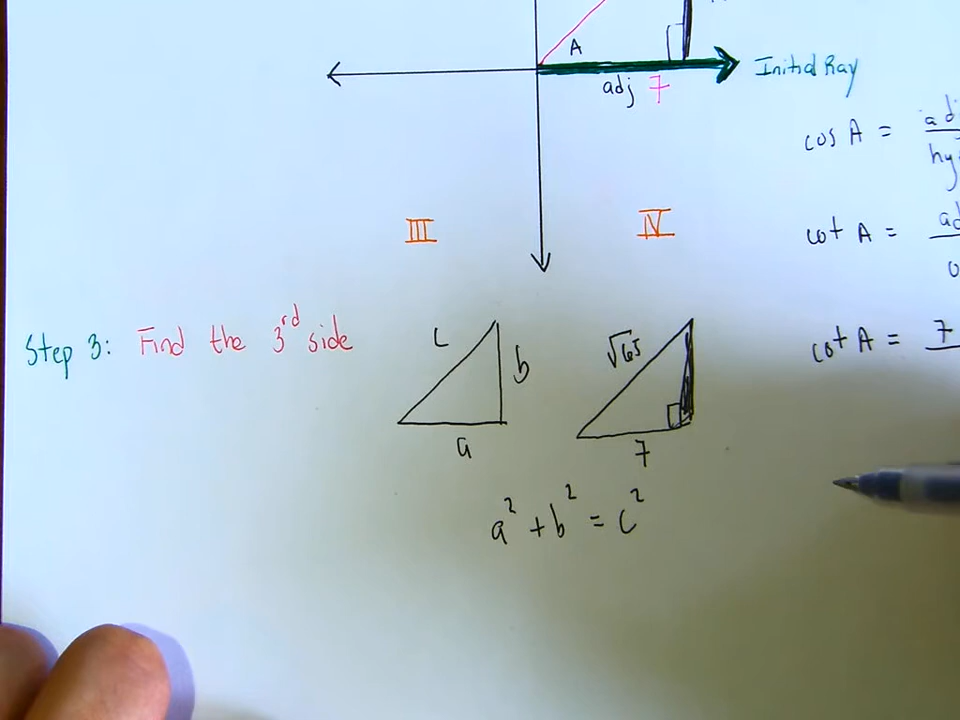 A
adj 7
Initial Ray
cos A =
III
IV
cot A =
Step 3: Find the 3rd side
c
b
a
√65
7
cot A = 7
a² + b² = c²